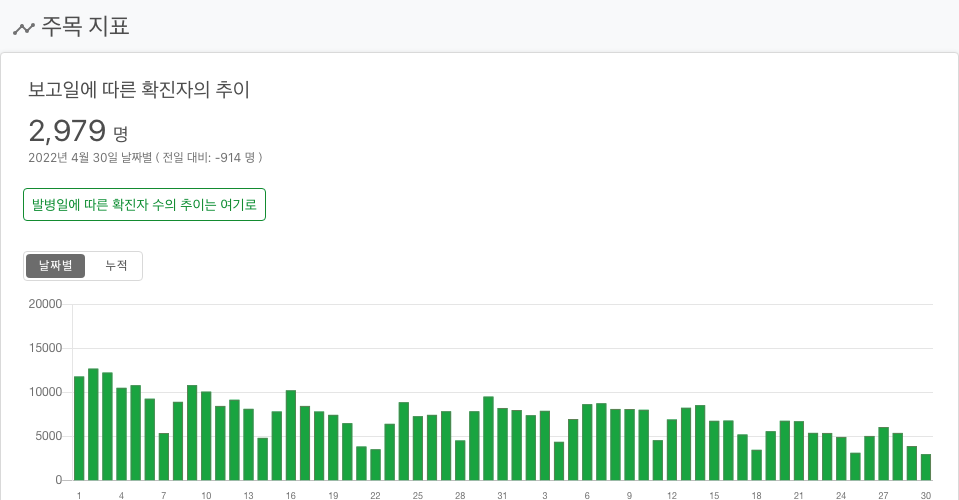 주목 지표
보고일에 따른 확진자의 추이
2,979 명
2022년 4월 30일 날짜별 ( 전일 대비: -914 명 )
발병일에 따른 확진자 수의 추이는 여기로
날짜별 누적
20000
15000
10000
5000
0
1 4 7 10 13 16 19 22 25 28 31 3 6 9 12 15 18 21 24 27 30